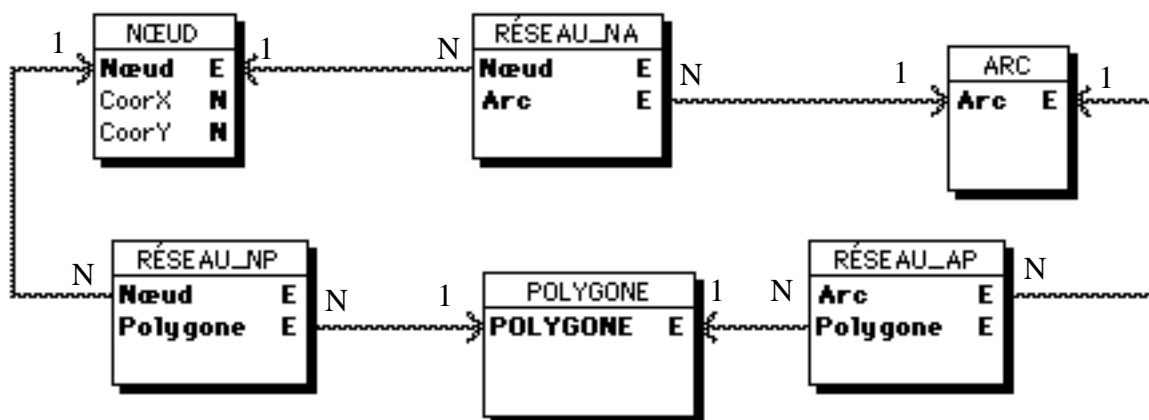 NŒUD
Nœud E
CoorX N
CoorY N
1
1
N
RÉSEAU_NA
Nœud E
Arc E
N
1
ARC
Arc E
1
RÉSEAU_NP
Nœud E
Polygone E
N
N
1
POLYGONE
POLYGONE E
1
N
RÉSEAU_AP
Arc E
Polygone E
N